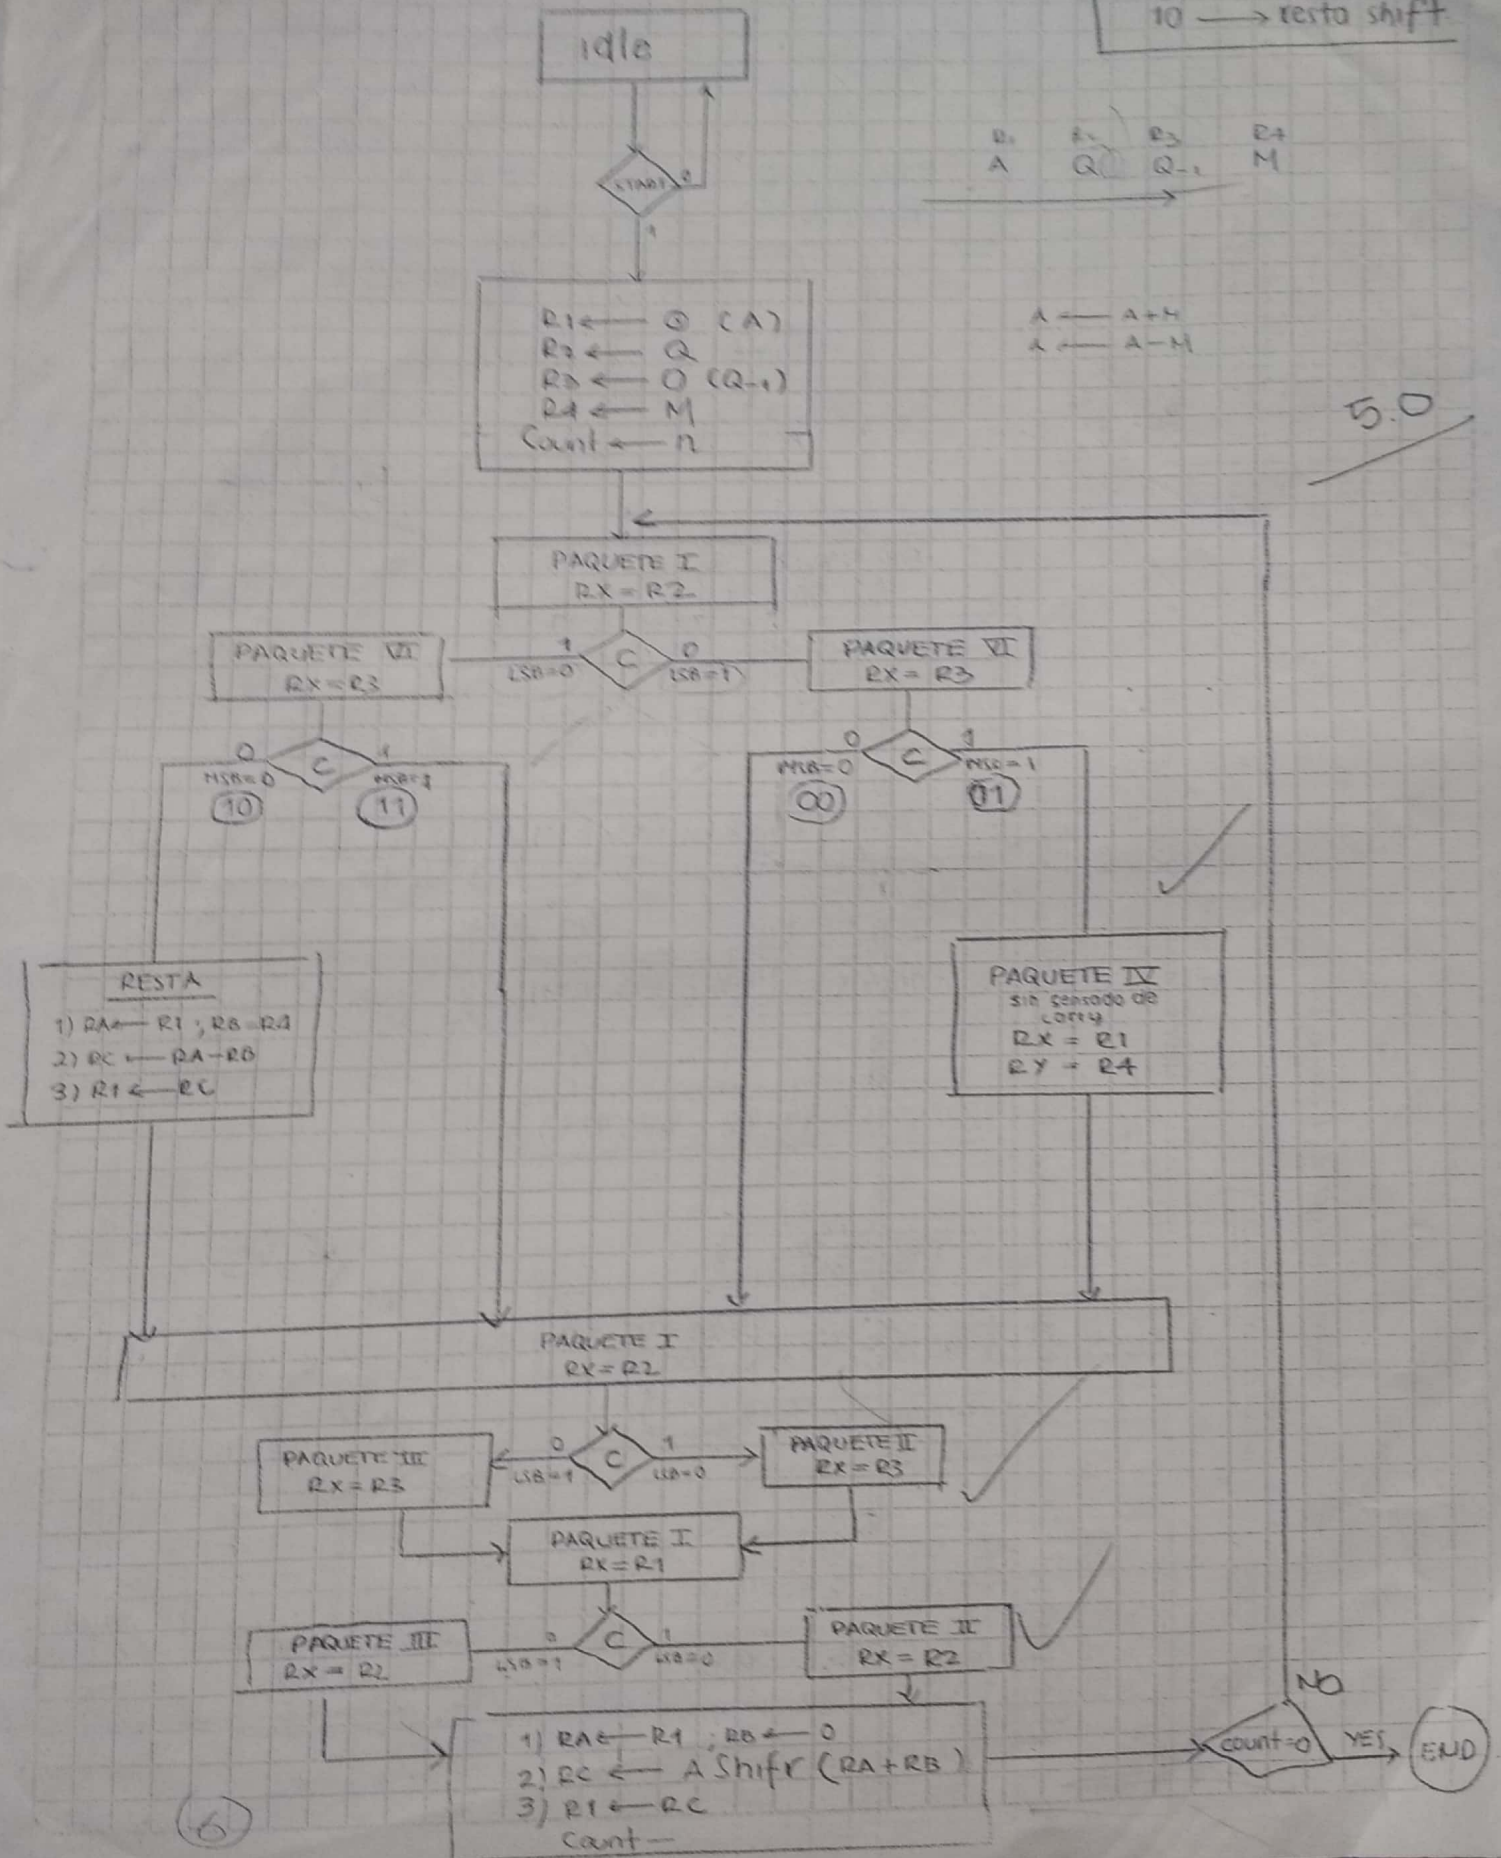 10 → resto shift
idle
R3 R4
A Q Q-1 M
START 0
1
R1 ← 0 (A)
R2 ← Q
R3 ← 0 (Q-1)
R4 ← M
Count ← n
A ← A+M
A ← A-M
5.0
PAQUETE I
RX = R2
PAQUETE VI
RX = R3
1 C 0
LSB=0 LSB=1
PAQUETE VI
RX = R3
0 C 1
MSB=0 MSB=1
10 11
0 C 1
MSB=0 MSB=1
00 01
RESTA
1) RA ← R1 ; RB = R4
2) RC ← RA-RB
3) R1 ← RC
PAQUETE IV
sin sensado de
carry
RX = R1
RY = R4
PAQUETE I
RX = R2
PAQUETE III
RX = R3
0 C 1
LSB=1 LSB=0
PAQUETE II
RX = R3
PAQUETE I
RX = R1
PAQUETE III
RX = R2
0 C 1
LSB=1 LSB=0
PAQUETE II
RX = R2
1) RA ← R1 ; RB ← 0
2) RC ← A Shifr (RA+RB)
3) R1 ← RC
Count --
NO
count=0 YES END
6